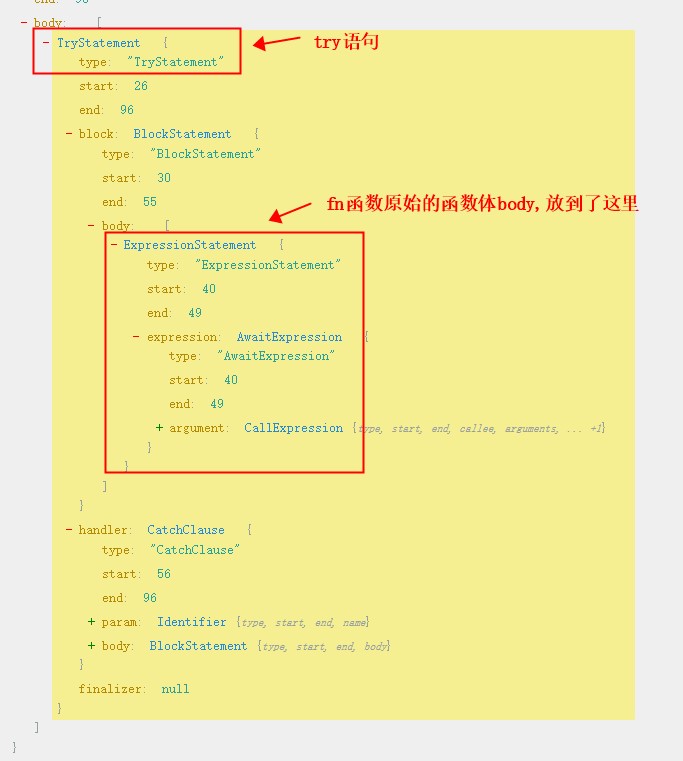 end: 98
- body: [
- TryStatement {
try语句
type: "TryStatement"
start: 26
end: 96
- block: BlockStatement {
type: "BlockStatement"
start: 30
end: 55
fn函数原始的函数体body,放到了这里
- body: [
- ExpressionStatement {
type: "ExpressionStatement"
start: 40
end: 49
- expression: AwaitExpression {
type: "AwaitExpression"
start: 40
end: 49
+ argument: CallExpression {type, start, end, callee, arguments, ... +1}
}
}
]
}
- handler: CatchClause {
type: "CatchClause"
start: 56
end: 96
+ param: Identifier {type, start, end, name}
+ body: BlockStatement {type, start, end, body}
}
finalizer: null
}
]
}